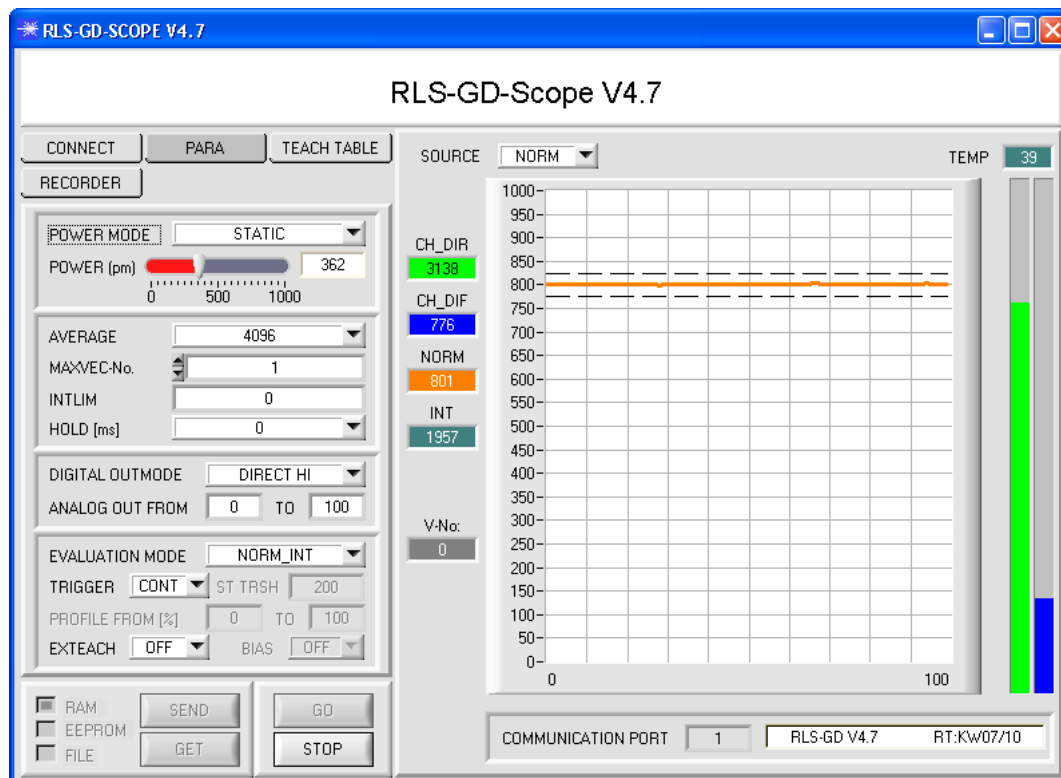 RLS-GD-SCOPE V4.7
RLS-GD-Scope V4.7
CONNECT
PARA
TEACH TABLE
RECORDER
POWER MODE STATIC
POWER (pm) 362
0 500 1000
AVERAGE 4096
MAXVEC-No. 1
INTLIM 0
HOLD [ms] 0
DIGITAL OUTMODE DIRECT HI
ANALOG OUT FROM 0 TO 100
EVALUATION MODE NORM_INT
TRIGGER CONT ST TRSH 200
PROFILE FROM [%] 0 TO 100
EXTEACH OFF BIAS OFF
RAM
EEPROM
FILE
SEND
GET
GO
STOP
SOURCE NORM
TEMP 39
CH_DIR
3138
CH_DIF
776
NORM
801
INT
1957
V-No:
0
1000
950
900
850
800
750
700
650
600
550
500
450
400
350
300
250
200
150
100
50
0
0 100
COMMUNICATION PORT 1 RLS-GD V4.7 RT:KW07/10